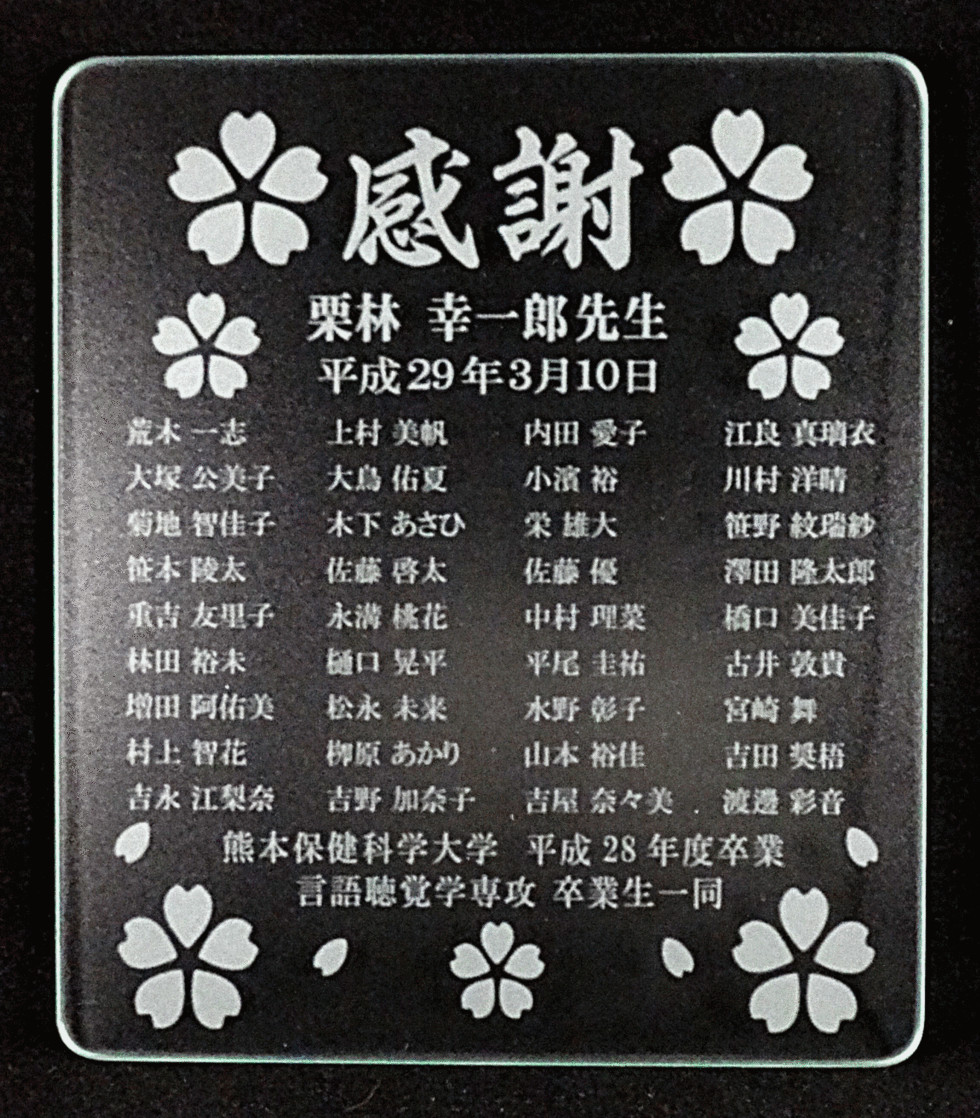 感謝
栗林 幸一郎先生
平成29年3月10日
荒木 一志 上村 美帆 内田 愛子 江良 真璃衣
大塚 公美子 大鳥 佑夏 小濱 裕 川村 洋晴
菊地 智佳子 木下 あさひ 栄 雄大 笹野 紋瑞紗
笹本 陵太 佐藤 啓太 佐藤 優 澤田 隆太郎
重吉 友里子 永溝 桃花 中村 理菜 橋口 美佳子
林田 裕未 樋口 晃平 平尾 圭祐 古井 敦貴
増田 阿佑美 松永 未来 水野 彰子 宮崎 舞
村上 智花 柳原 あかり 山本 裕佳 吉田 奨梧
吉永 江梨奈 吉野 加奈子 吉屋 奈々美 渡邊 彩音
熊本保健科学大学 平成 28 年度卒業
言語聴覚学専攻 卒業生一同